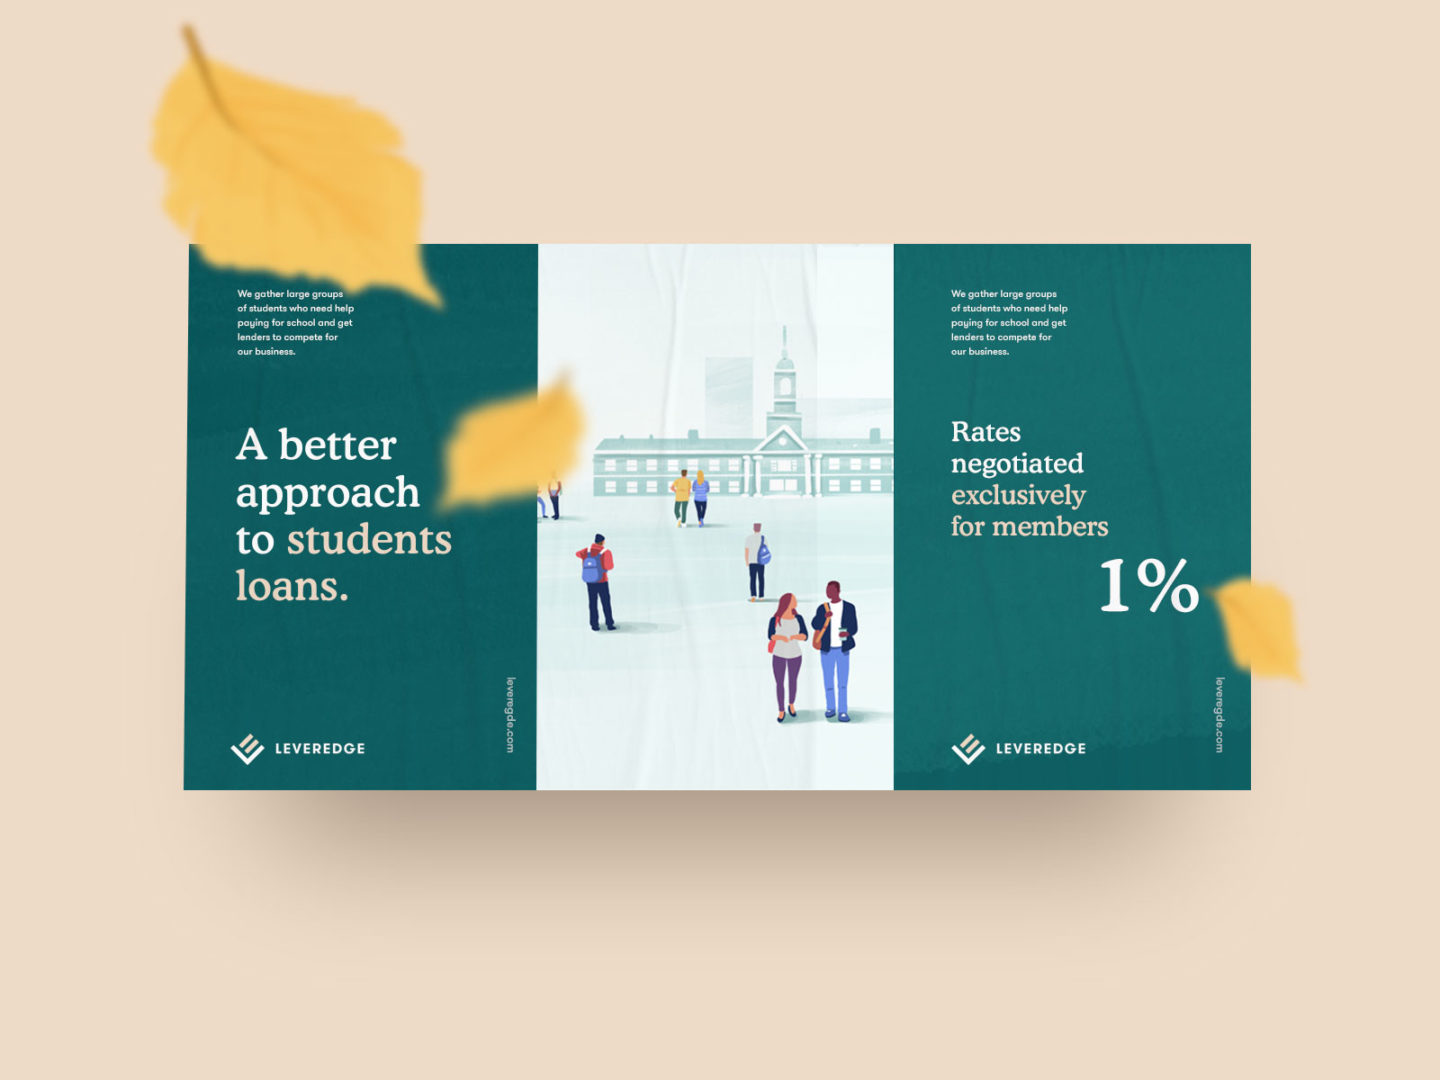 We gather large groups
of students who need help
paying for school and get
lenders to compete for
our business.
A better
approach
to students
loans.
leveregde.com
LEVEREDGE
We gather large groups
of students who need help
paying for school and get
lenders to compete for
our business.
Rates
negotiated
exclusively
for members
1%
leveregde.com
LEVEREDGE